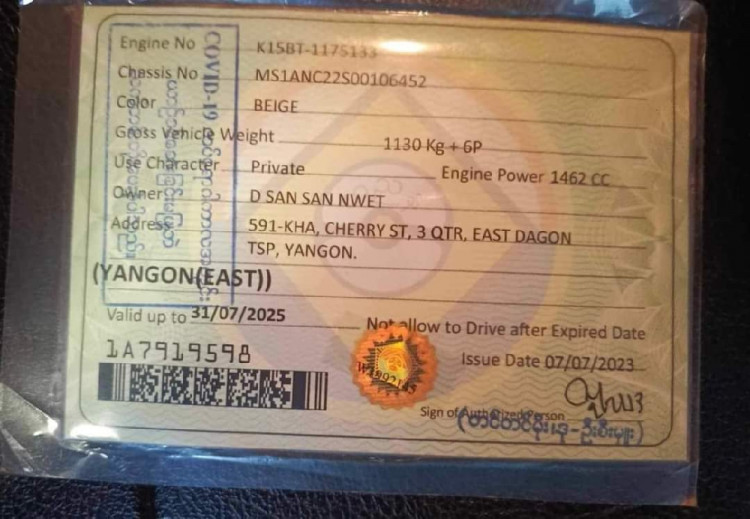 Engine No K15BT-1175133
Chassis No MS1ANC22S00106452
Color BEIGE
Gross Vehicle Weight 1130 Kg + 6P
Use Character Private Engine Power 1462 CC
Owner D SAN SAN NWET
Address 591-KHA, CHERRY ST, 3 QTR, EAST DAGON
TSP, YANGON.
(YANGON(EAST))
Valid up to 31/07/2025
Not allow to Drive after Expired Date
1A7919598
Issue Date 07/07/2023
Sign of Authorized Person
COVID-19